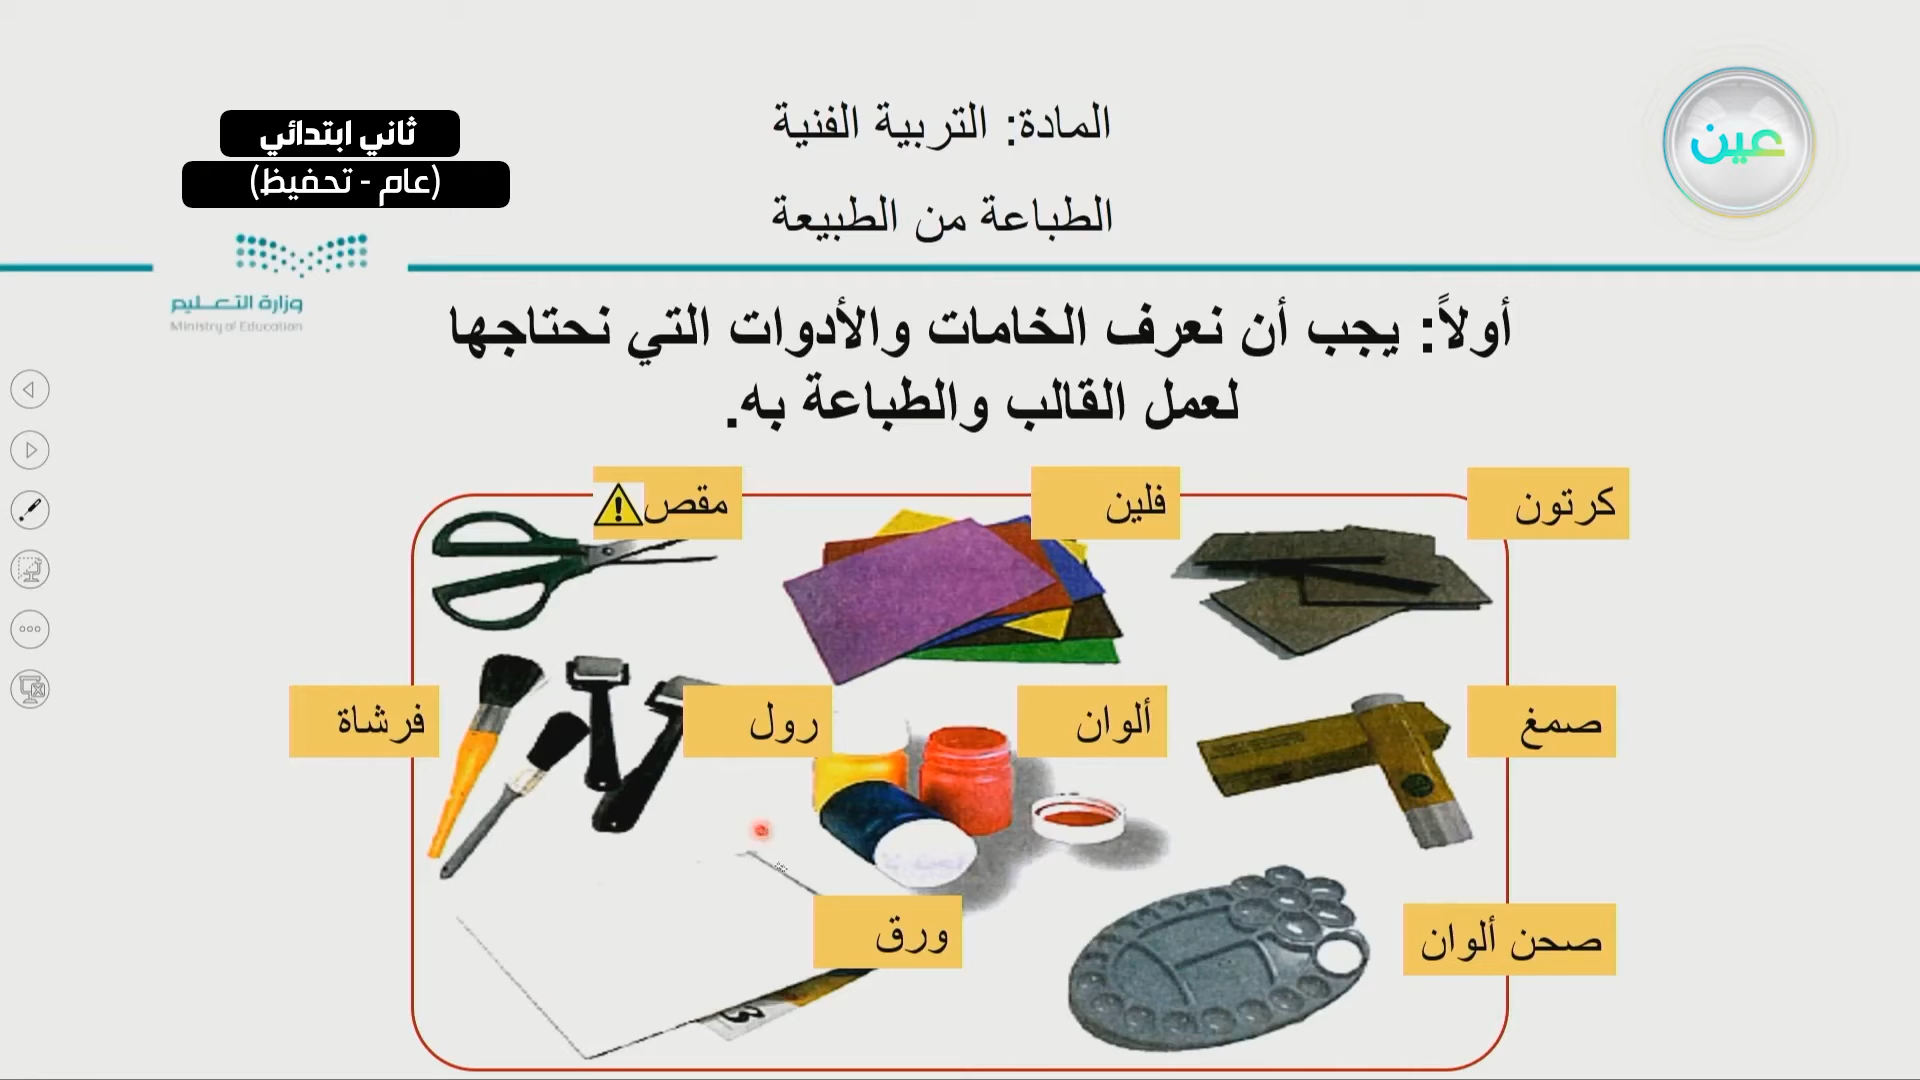 المادة: التربية الفنية
الطباعة من الطبيعة
عين
ثاني ابتدائي
(عام - تحفيظ)
وزارة التعليم
Ministry of Education
أولاً: يجب أن نعرف الخامات والأدوات التي نحتاجها
لعمل القالب والطباعة به.
كرتون
فلين
مقص
صمغ
ألوان
رول
فرشاة
صحن ألوان
ورق